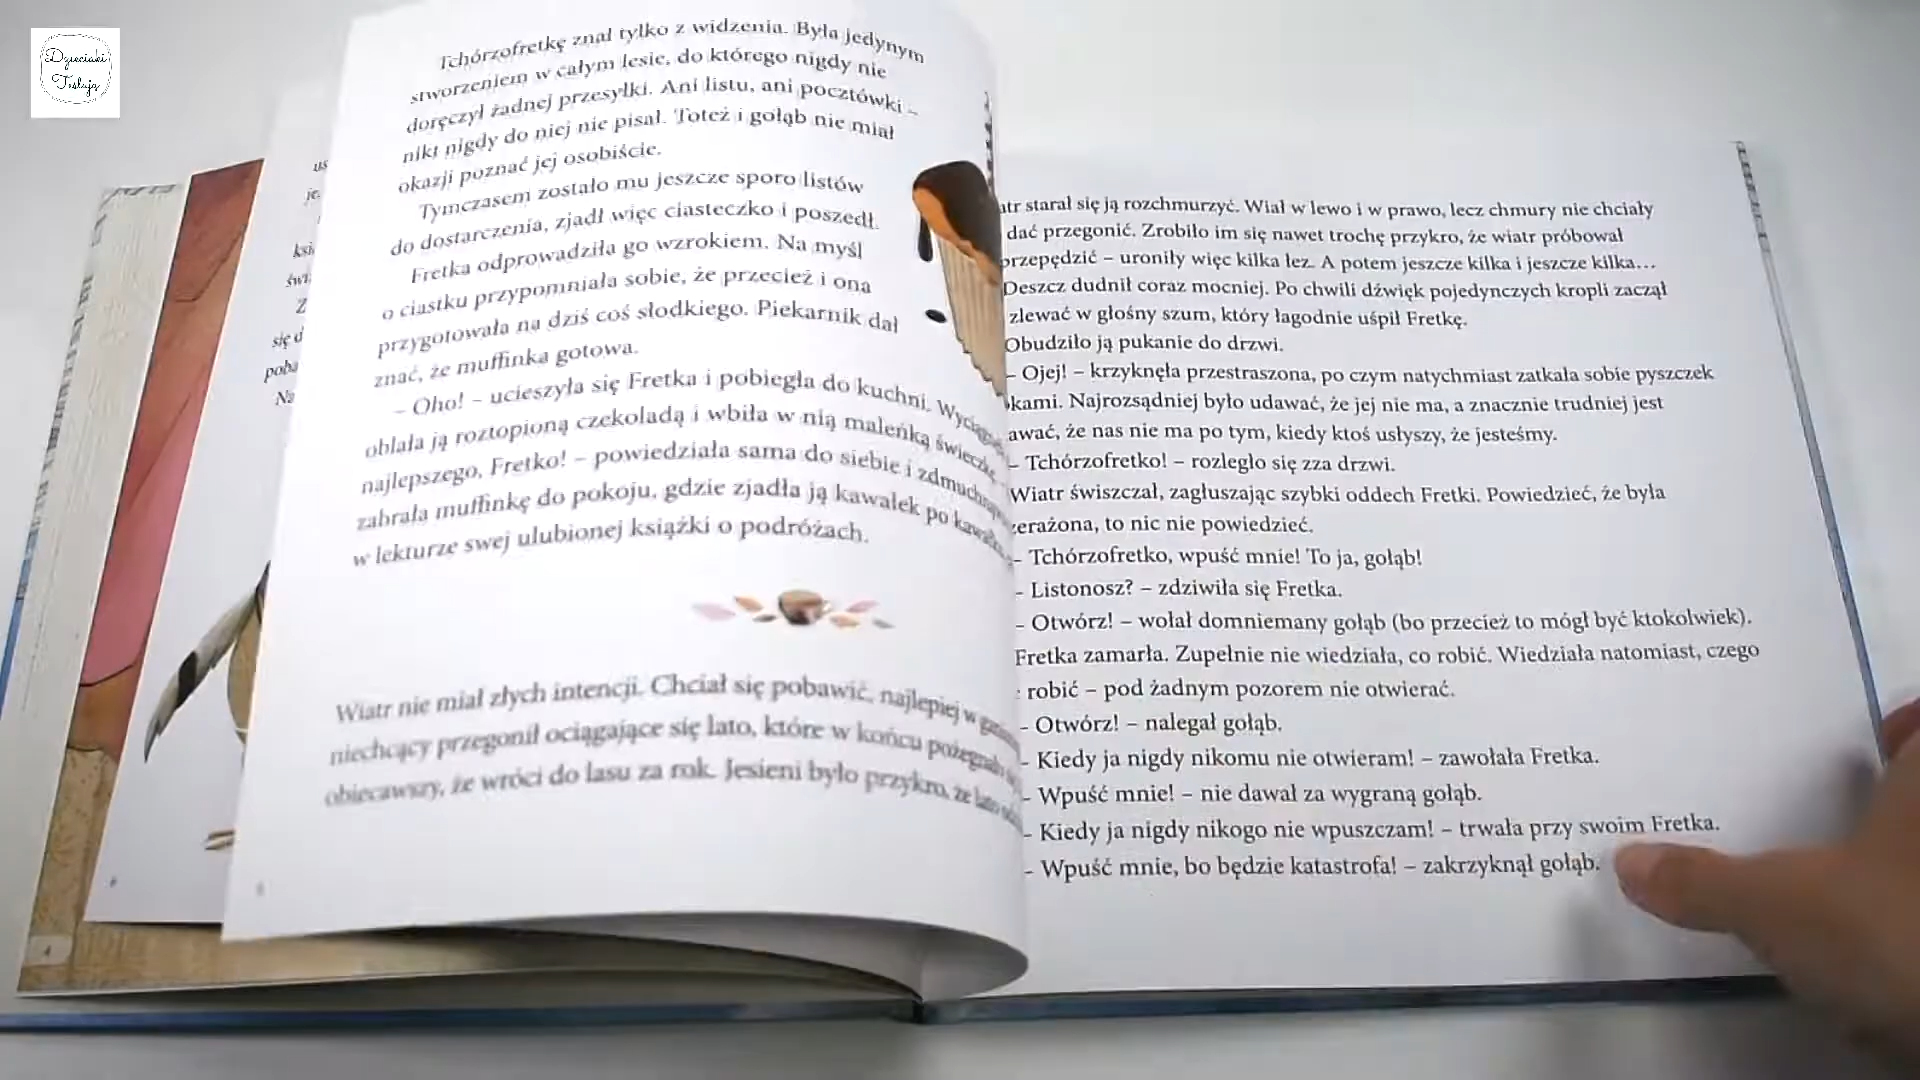 Dzieciaki
Testują
Tchórzofretkę znał tylko z widzenia. Była jedynym
stworzeniem w całym lesie, do którego nigdy nie
doręczył żadnej przesyłki. Ani listu, ani pocztówki –
nikt nigdy do niej nie pisał. Toteż i gołąb nie miał
okazji poznać jej osobiście.
Tymczasem zostało mu jeszcze sporo listów
do dostarczenia, zjadł więc ciasteczko i poszedł.
Fretka odprowadziła go wzrokiem. Na myśl
o ciastku przypomniała sobie, że przecież i ona
przygotowała na dziś coś słodkiego. Piekarnik dał
znać, że muffinka gotowa.
– Oho! – ucieszyła się Fretka i pobiegła do kuchni.
oblała ją roztopioną czekoladą i wbiła w nią maleńką świeczkę.
najlepszego, Fretko! – powiedziała sama do siebie i
zabrała muffinkę do pokoju, gdzie zjadła ją kawałek po
w lekturze swej ulubionej książki o podróżach.
Wiatr nie miał złych intencji. Chciał się pobawić, najlepiej w
niechcący przegonił ociągające się lato, które w końcu
obiecawszy, że wróci do lasu za rok. Jesieni było przykro, że lato
us
je
ksi
świ
Z
się d
poba
Na
4
atr starał się ją rozchmurzyć. Wiał w lewo i w prawo, lecz chmury nie chciały
dać przegonić. Zrobiło im się nawet trochę przykro, że wiatr próbował
przepędzić – uroniły więc kilka łez. A potem jeszcze kilka i jeszcze kilka…
Deszcz dudnił coraz mocniej. Po chwili dźwięk pojedynczych kropli zaczął
zlewać w głośny szum, który łagodnie uśpił Fretkę.
Obudziło ją pukanie do drzwi.
– Ojej! – krzyknęła przestraszona, po czym natychmiast zatkała sobie pyszczek
kami. Najrozsądniej było udawać, że jej nie ma, a znacznie trudniej jest
awać, że nas nie ma po tym, kiedy ktoś usłyszy, że jesteśmy.
– Tchórzofretko! – rozległo się zza drzwi.
Wiatr świszczał, zagłuszając szybki oddech Fretki. Powiedzieć, że była
erażona, to nic nie powiedzieć.
– Tchórzofretko, wpuść mnie! To ja, gołąb!
– Listonosz? – zdziwiła się Fretka.
– Otwórz! – wołał domniemany gołąb (bo przecież to mógł być ktokolwiek).
Fretka zamarła. Zupełnie nie wiedziała, co robić. Wiedziała natomiast, czego
robić – pod żadnym pozorem nie otwierać.
– Otwórz! – nalegał gołąb.
– Kiedy ja nigdy nikomu nie otwieram! – zawołała Fretka.
– Wpuść mnie! – nie dawał za wygraną gołąb.
– Kiedy ja nigdy nikogo nie wpuszczam! – trwała przy swoim Fretka.
– Wpuść mnie, bo będzie katastrofa! – zakrzyknął gołąb.